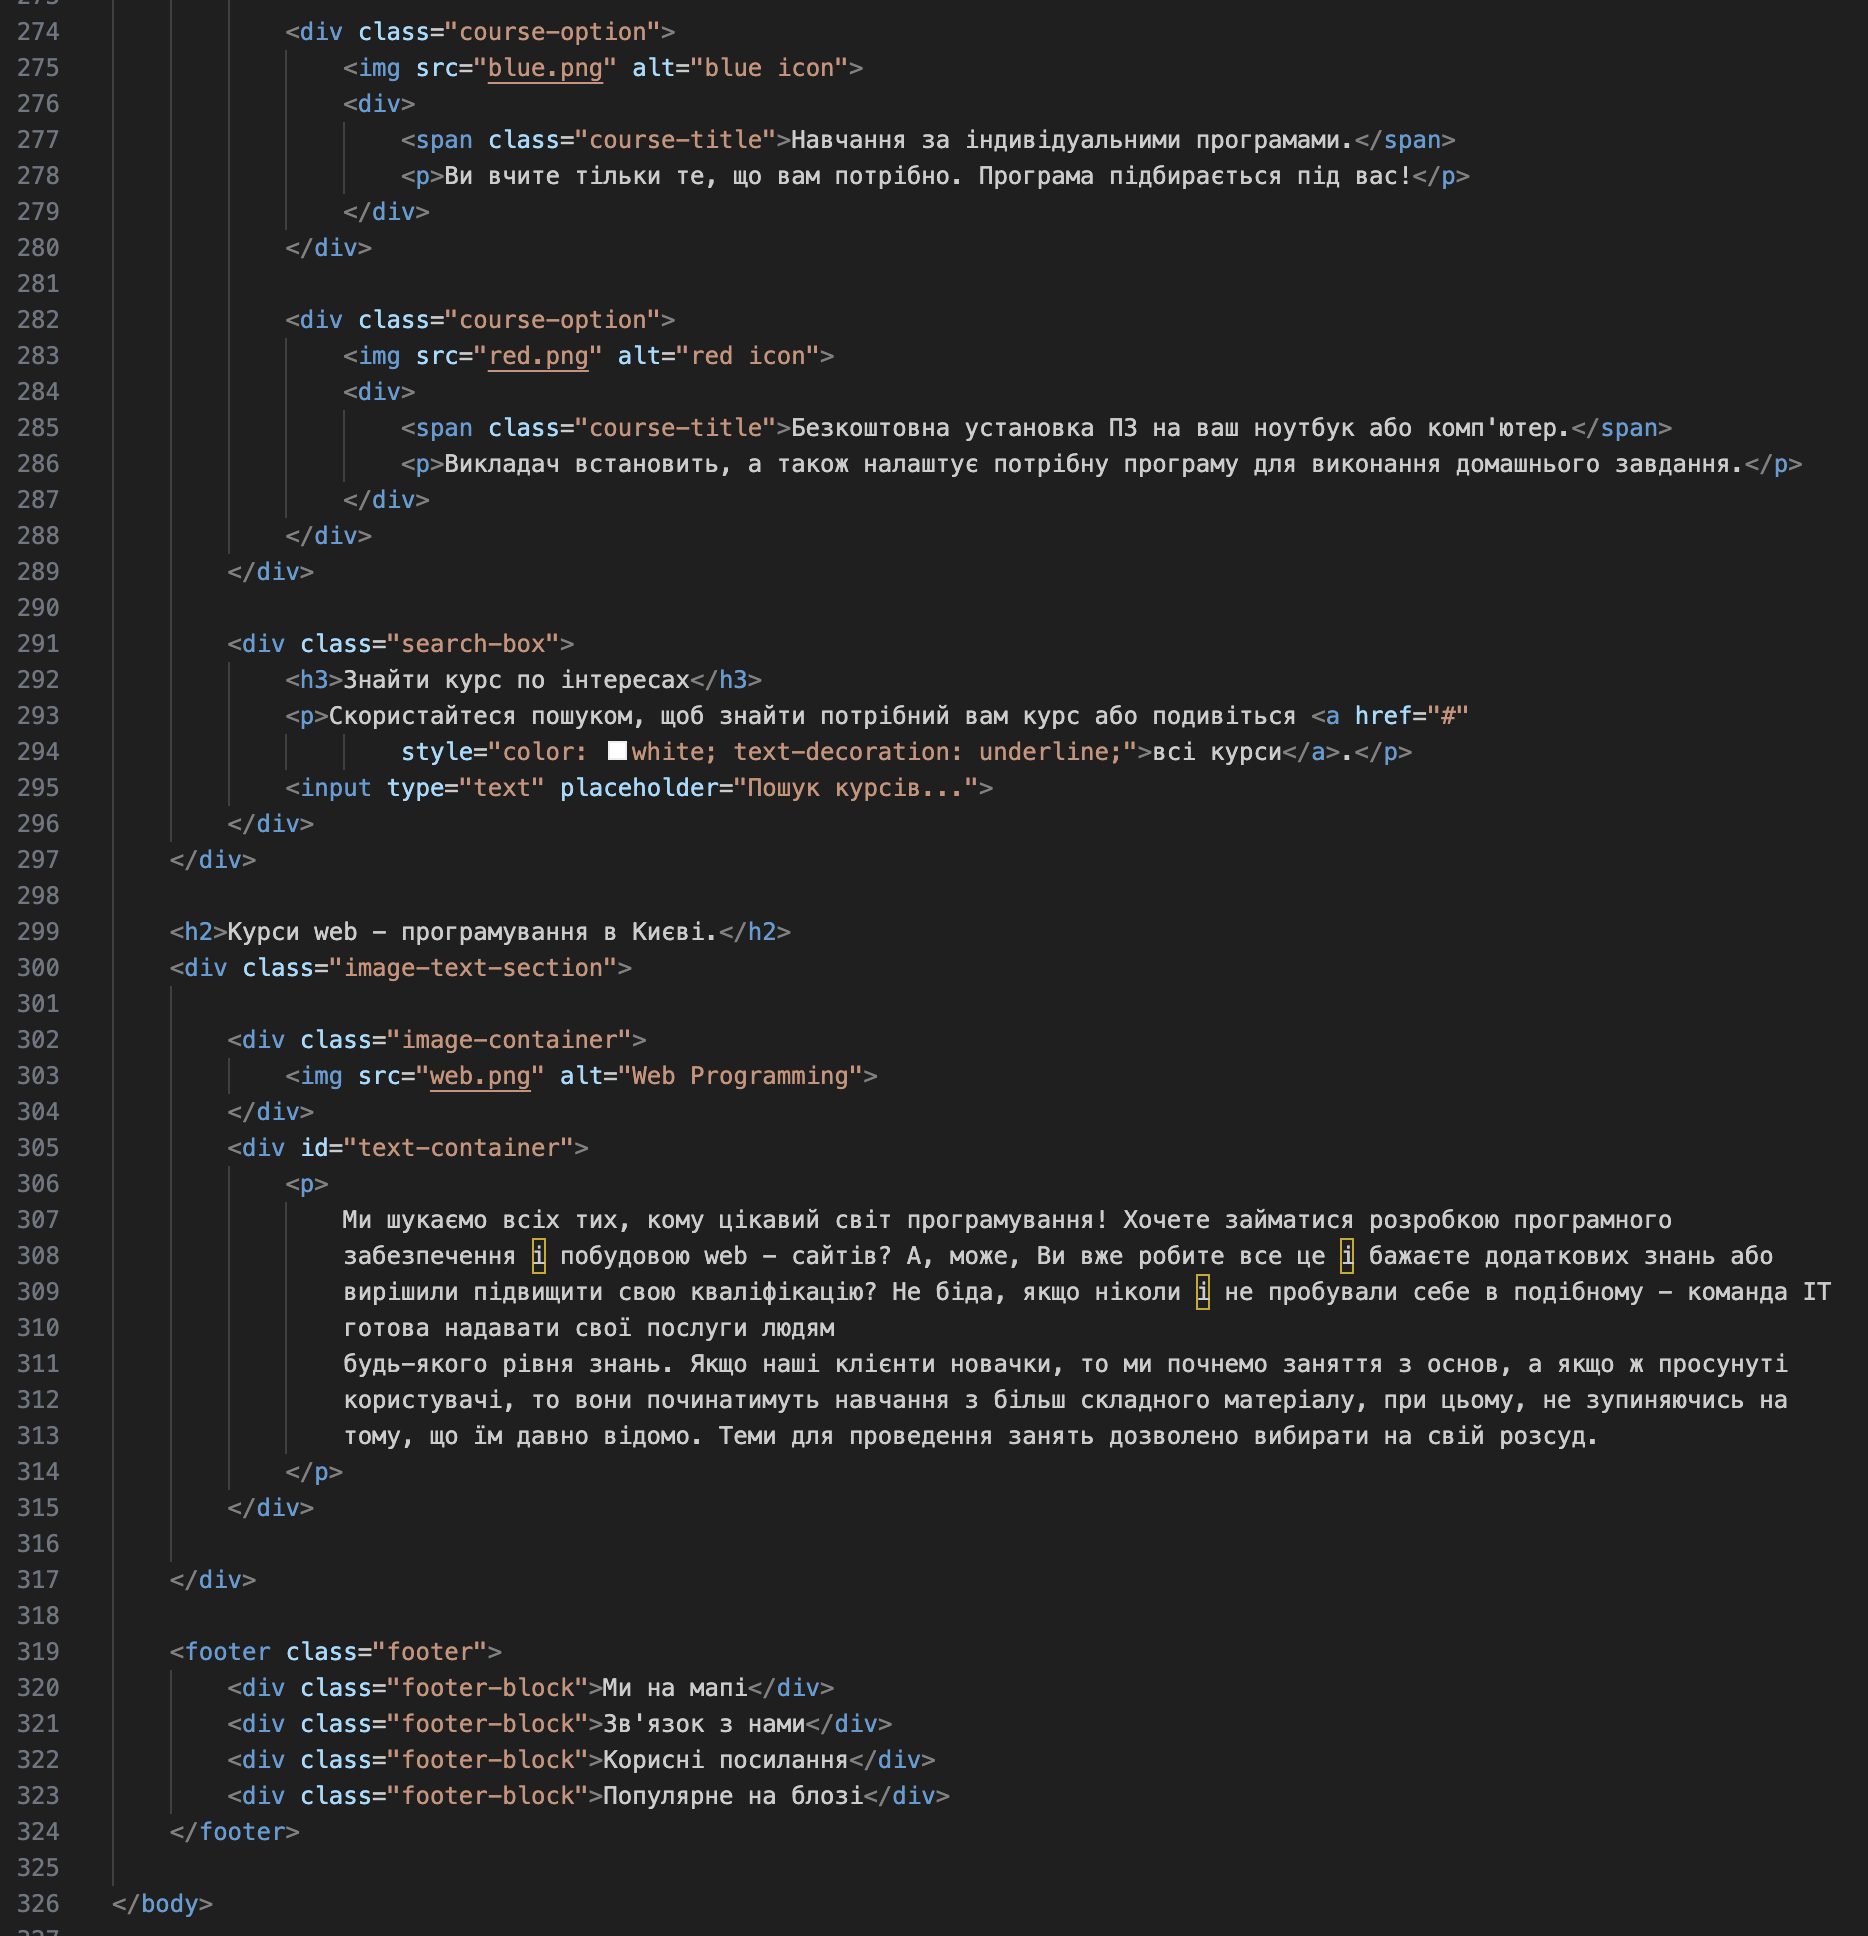 274 <div class="course-option">
275 <img src="blue.png" alt="blue icon">
276 <div>
277 <span class="course-title">Навчання за індивідуальними програмами.</span>
278 <p>Ви вчите тільки те, що вам потрібно. Програма підбирається під вас!</p>
279 </div>
280 </div>
281
282 <div class="course-option">
283 <img src="red.png" alt="red icon">
284 <div>
285 <span class="course-title">Безкоштовна установка ПЗ на ваш ноутбук або комп'ютер.</span>
286 <p>Викладач встановить, а також налаштує потрібну програму для виконання домашнього завдання.</p>
287 </div>
288 </div>
289 </div>
290
291 <div class="search-box">
292 <h3>Знайти курс по інтересах</h3>
293 <p>Скористайтеся пошуком, щоб знайти потрібний вам курс або подивіться <a href="#"
294 style="color: white; text-decoration: underline;">всі курси</a>.</p>
295 <input type="text" placeholder="Пошук курсів...">
296 </div>
297 </div>
298
299 <h2>Курси web - програмування в Києві.</h2>
300 <div class="image-text-section">
301
302 <div class="image-container">
303 <img src="web.png" alt="Web Programming">
304 </div>
305 <div id="text-container">
306 <p>
307 Ми шукаємо всіх тих, кому цікавий світ програмування! Хочете займатися розробкою програмного
308 забезпечення і побудовою web - сайтів? А, може, Ви вже робите все це і бажаєте додаткових знань або
309 вирішили підвищити свою кваліфікацію? Не біда, якщо ніколи і не пробували себе в подібному - команда IT
310 готова надавати свої послуги людям
311 будь-якого рівня знань. Якщо наші клієнти новачки, то ми почнемо заняття з основ, а якщо ж просунуті
312 користувачі, то вони починатимуть навчання з більш складного матеріалу, при цьому, не зупиняючись на
313 тому, що їм давно відомо. Теми для проведення занять дозволено вибирати на свій розсуд.
314 </p>
315 </div>
316
317 </div>
318
319 <footer class="footer">
320 <div class="footer-block">Ми на мапі</div>
321 <div class="footer-block">Зв'язок з нами</div>
322 <div class="footer-block">Корисні посилання</div>
323 <div class="footer-block">Популярне на блозі</div>
324 </footer>
325
326 </body>